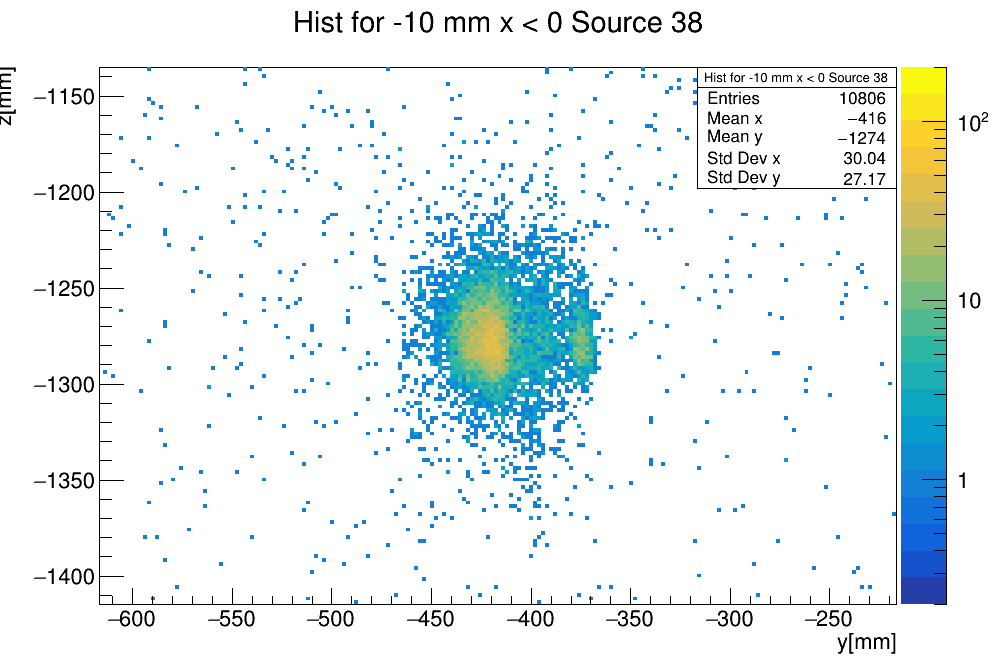 Hist for -10 mm x < 0 Source 38
z[mm]
Hist for -10 mm x < 0 Source 38
Entries 10806
Mean x −416
Mean y −1274
Std Dev x 30.04
Std Dev y 27.17
−1150
−1200
−1250
−1300
−1350
−1400
−600 −550 −500 −450 −400 −350 −300 −250
y[mm]
10²
10
1